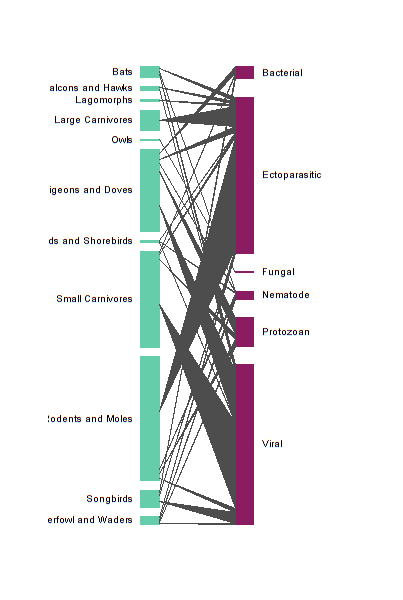 Bats
alcons and Hawks
Lagomorphs
Large Carnivores
Owls
igeons and Doves
ds and Shorebirds
Small Carnivores
odents and Moles
Songbirds
erfowl and Waders
Bacterial
Ectoparasitic
Fungal
Nematode
Protozoan
Viral